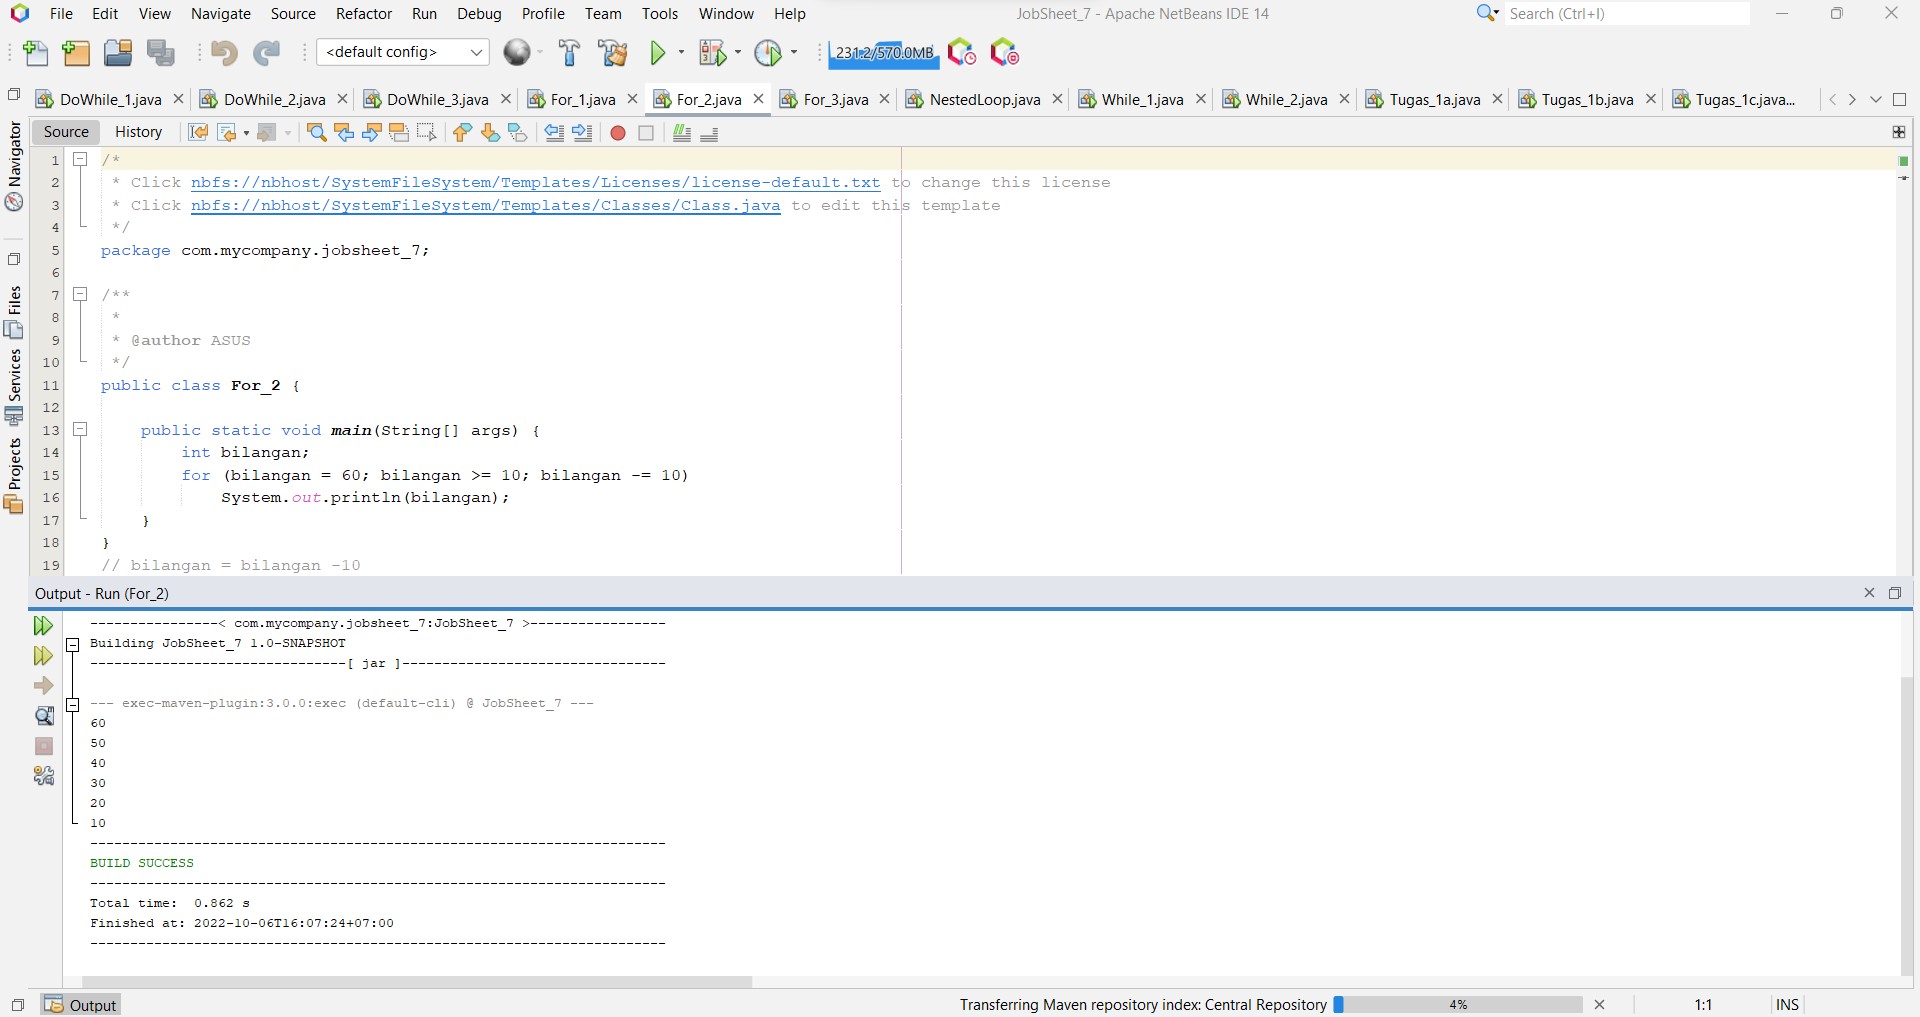 File Edit View Navigate Source Refactor Run Debug Profile Team Tools Window Help JobSheet_7 - Apache NetBeans IDE 14 Search (Ctrl+I)
<default config> 231.2/570.0MB
DoWhile_1.java DoWhile_2.java DoWhile_3.java For_1.java For_2.java For_3.java NestedLoop.java While_1.java While_2.java Tugas_1a.java Tugas_1b.java Tugas_1c.java...
Source History
Navigator
Files
Services
Projects
1 /*
2 * Click nbfs://nbhost/SystemFileSystem/Templates/Licenses/license-default.txt to change this license
3 * Click nbfs://nbhost/SystemFileSystem/Templates/Classes/Class.java to edit this template
4 */
5 package com.mycompany.jobsheet_7;
6
7 /**
8 *
9 * @author ASUS
10 */
11 public class For_2 {
12
13 public static void main(String[] args) {
14 int bilangan;
15 for (bilangan = 60; bilangan >= 10; bilangan -= 10)
16 System.out.println(bilangan);
17 }
18 }
19 // bilangan = bilangan -10
Output - Run (For_2)
----------------< com.mycompany.jobsheet_7:JobSheet_7 >-----------------
Building JobSheet_7 1.0-SNAPSHOT
--------------------------------[ jar ]---------------------------------
--- exec-maven-plugin:3.0.0:exec (default-cli) @ JobSheet_7 ---
60
50
40
30
20
10
------------------------------------------------------------------------
BUILD SUCCESS
------------------------------------------------------------------------
Total time:  0.862 s
Finished at: 2022-10-06T16:07:24+07:00
------------------------------------------------------------------------
Output Transferring Maven repository index: Central Repository 4% 1:1 INS